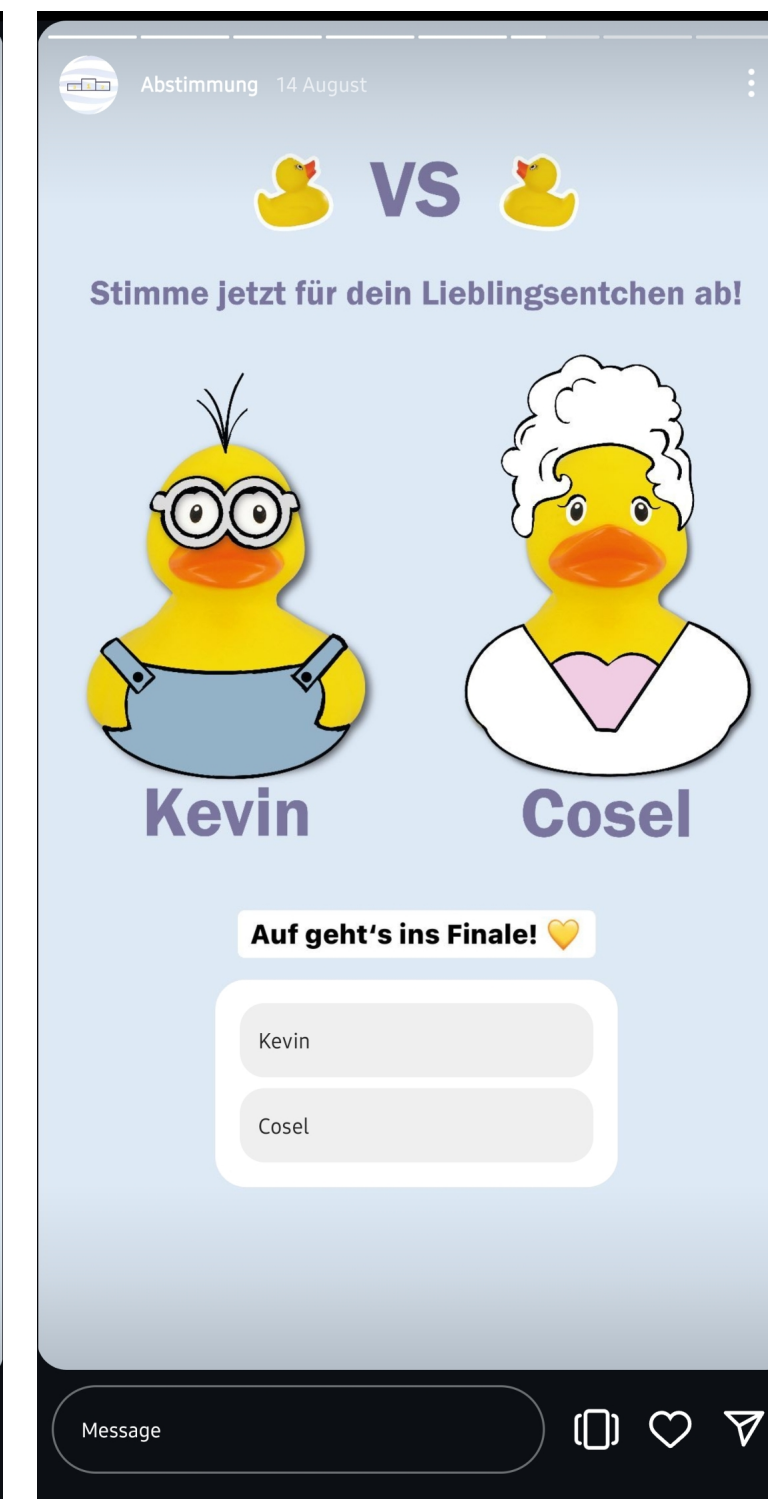 Abstimmung 14 August
VS
Stimme jetzt für dein Lieblingsentchen ab!
Kevin Cosel
Auf geht‘s ins Finale! 💛
Kevin
Cosel
Message